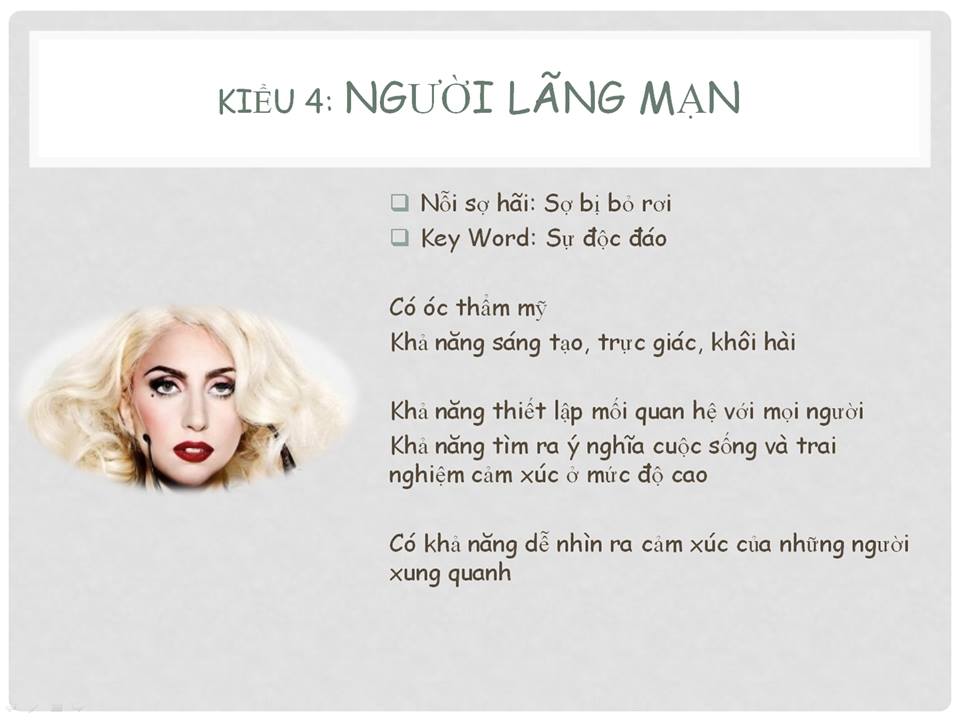 KIỂU 4: NGƯỜI LÃNG MẠN
Nỗi sợ hãi: Sợ bị bỏ rơi
Key Word: Sự độc đáo
Có óc thẩm mỹ
Khả năng sáng tạo, trực giác, khôi hài
Khả năng thiết lập mối quan hệ với mọi người
Khả năng tìm ra ý nghĩa cuộc sống và trai
nghiệm cảm xúc ở mức độ cao
Có khả năng dễ nhìn ra cảm xúc của những người
xung quanh